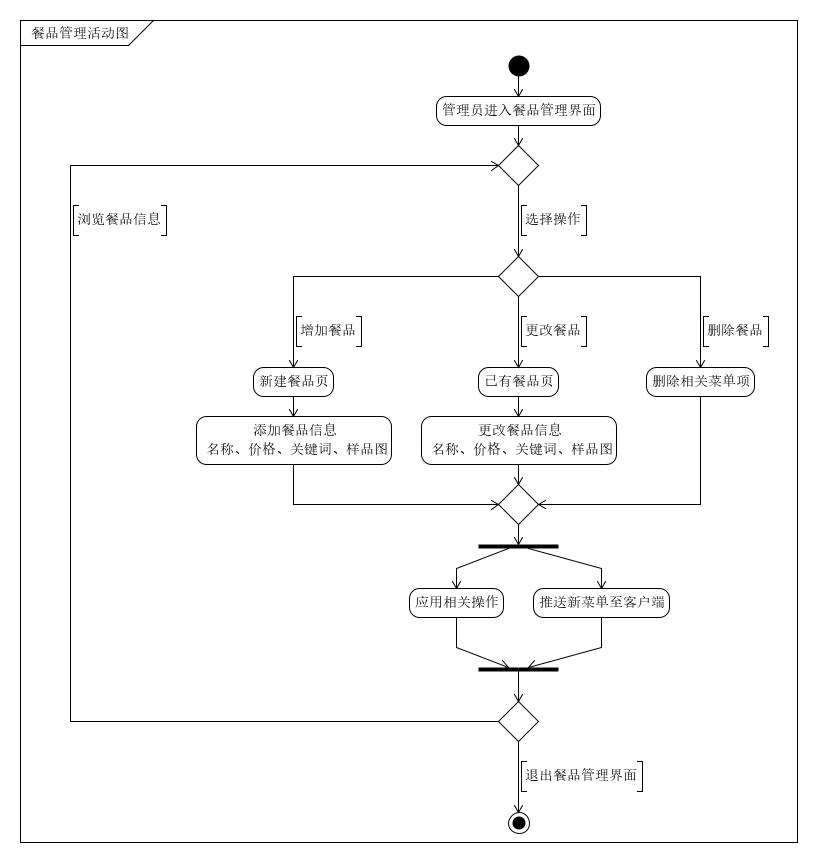 餐品管理活动图
管理员进入餐品管理界面
浏览餐品信息
选择操作
增加餐品
更改餐品
删除餐品
新建餐品页
已有餐品页
删除相关菜单项
添加餐品信息
名称、价格、关键词、样品图
更改餐品信息
名称、价格、关键词、样品图
应用相关操作
推送新菜单至客户端
退出餐品管理界面